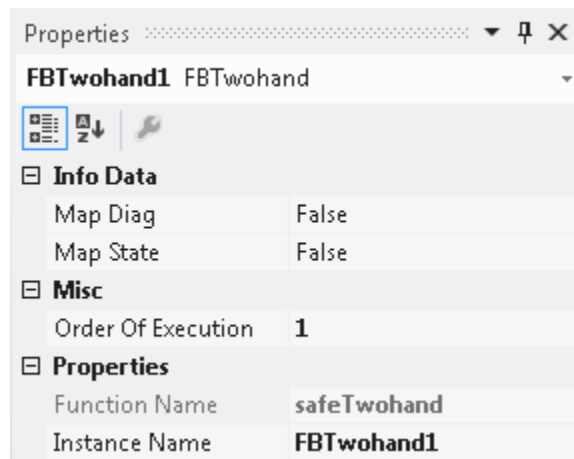 Properties
FBTwohand1 FBTwohand
Info Data
Map Diag False
Map State False
Misc
Order Of Execution 1
Properties
Function Name safeTwohand
Instance Name FBTwohand1